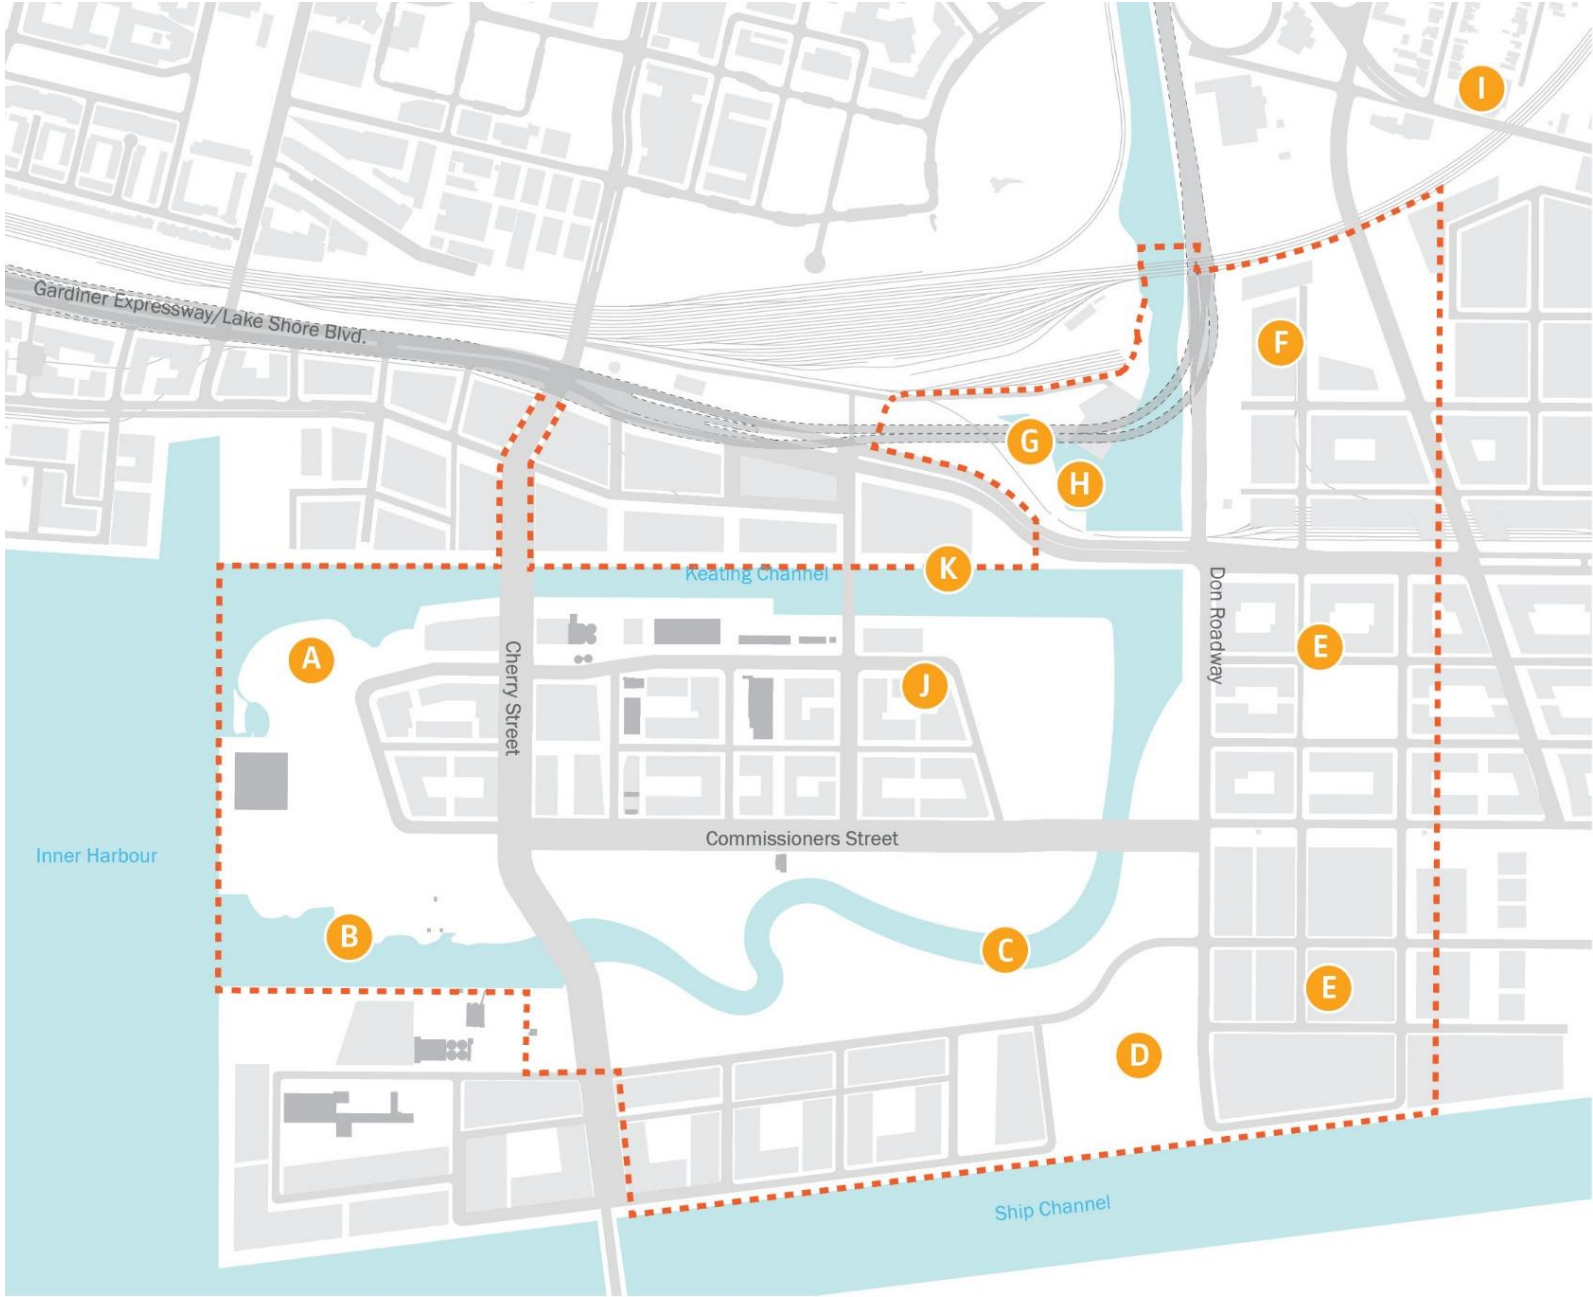 I
Gardiner Expressway/Lake Shore Blvd.
F
G
H
K
Keating Channel
Don Roadway
E
A
Cherry Street
J
Commissioners Street
Inner Harbour
B
C
E
D
Ship Channel